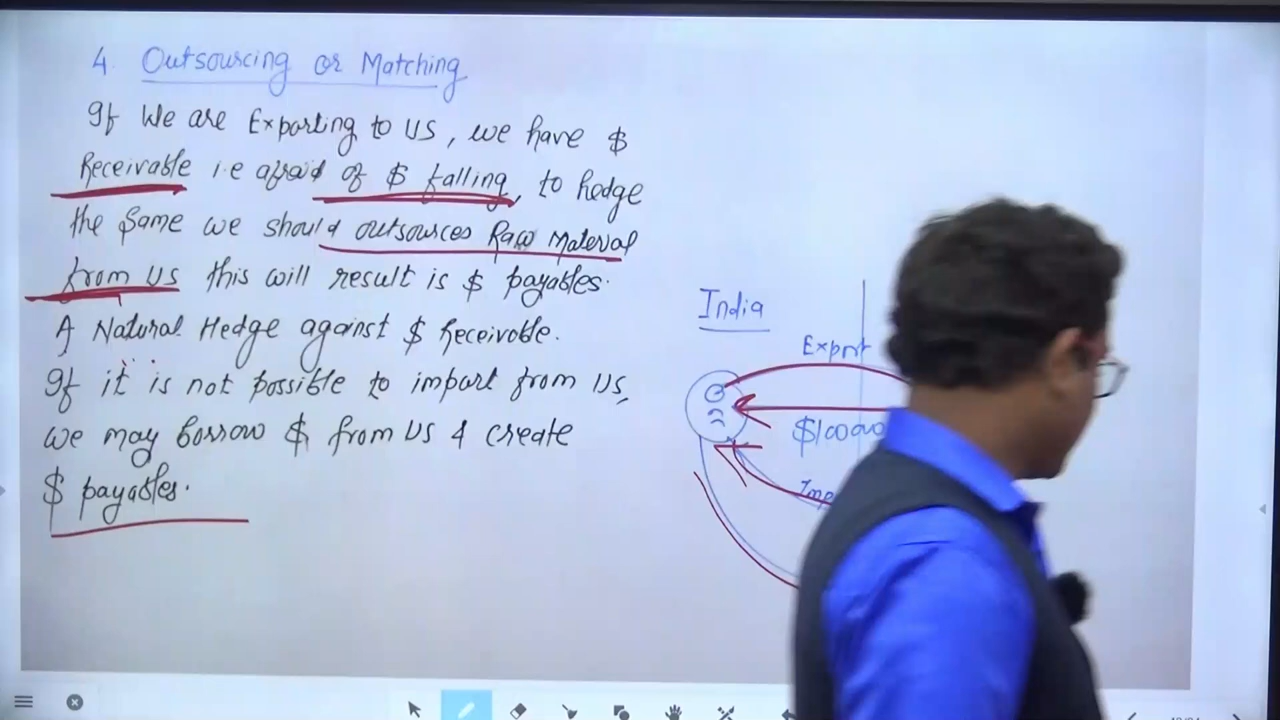 4. Outsourcing or Matching
If We are Exporting to US, we have $
Receivable i.e afraid of $ falling, to hedge
the same we should outsources Raw Material
from US this will result is $ payables.
A Natural Hedge against $ Receivable.
If it is not possible to import from US,
we may borrow $ from US & create
$ payables.
India
Export
Imp